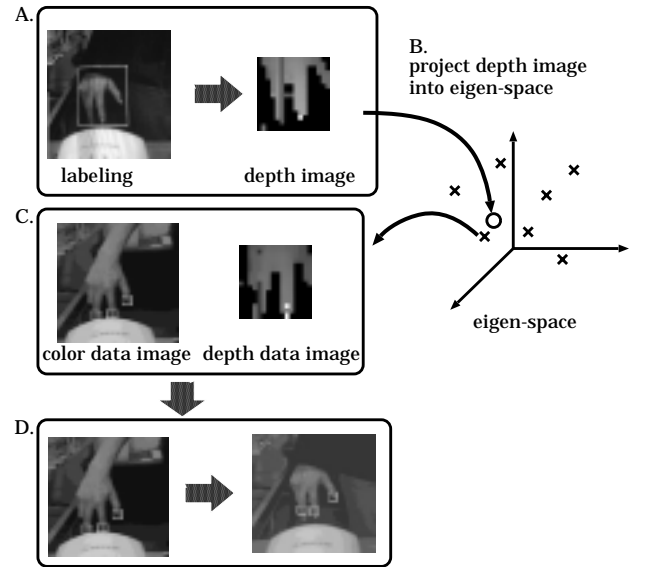 A.
B.
project depth image
into eigen-space
labeling
depth image
C.
color data image
depth data image
eigen-space
D.